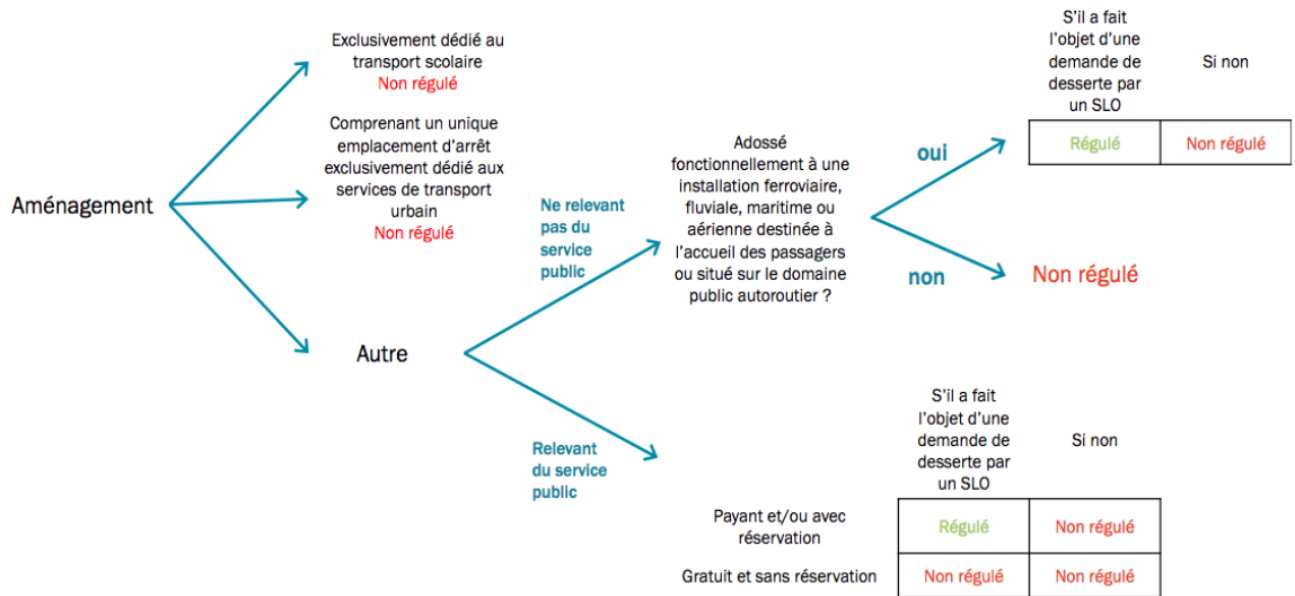 Exclusivement dédié au
transport scolaire
Non régulé
Comprenant un unique
emplacement d'arrêt
exclusivement dédié aux
services de transport
urbain
Non régulé
Aménagement
Autre
Ne relevant
pas du
service
public
Relevant
du service
public
Adossé
fonctionnellement à une
installation ferroviaire,
fluviale, maritime ou
aérienne destinée à
l'accueil des passagers
ou situé sur le domaine
public autoroutier ?
oui
non
S'il a fait
l'objet d'une
demande de
desserte par
un SLO
Si non
Régulé
Non régulé
Non régulé
S'il a fait
l'objet d'une
demande de
desserte par
un SLO
Si non
Payant et/ou avec
réservation
Régulé
Non régulé
Gratuit et sans réservation
Non régulé
Non régulé